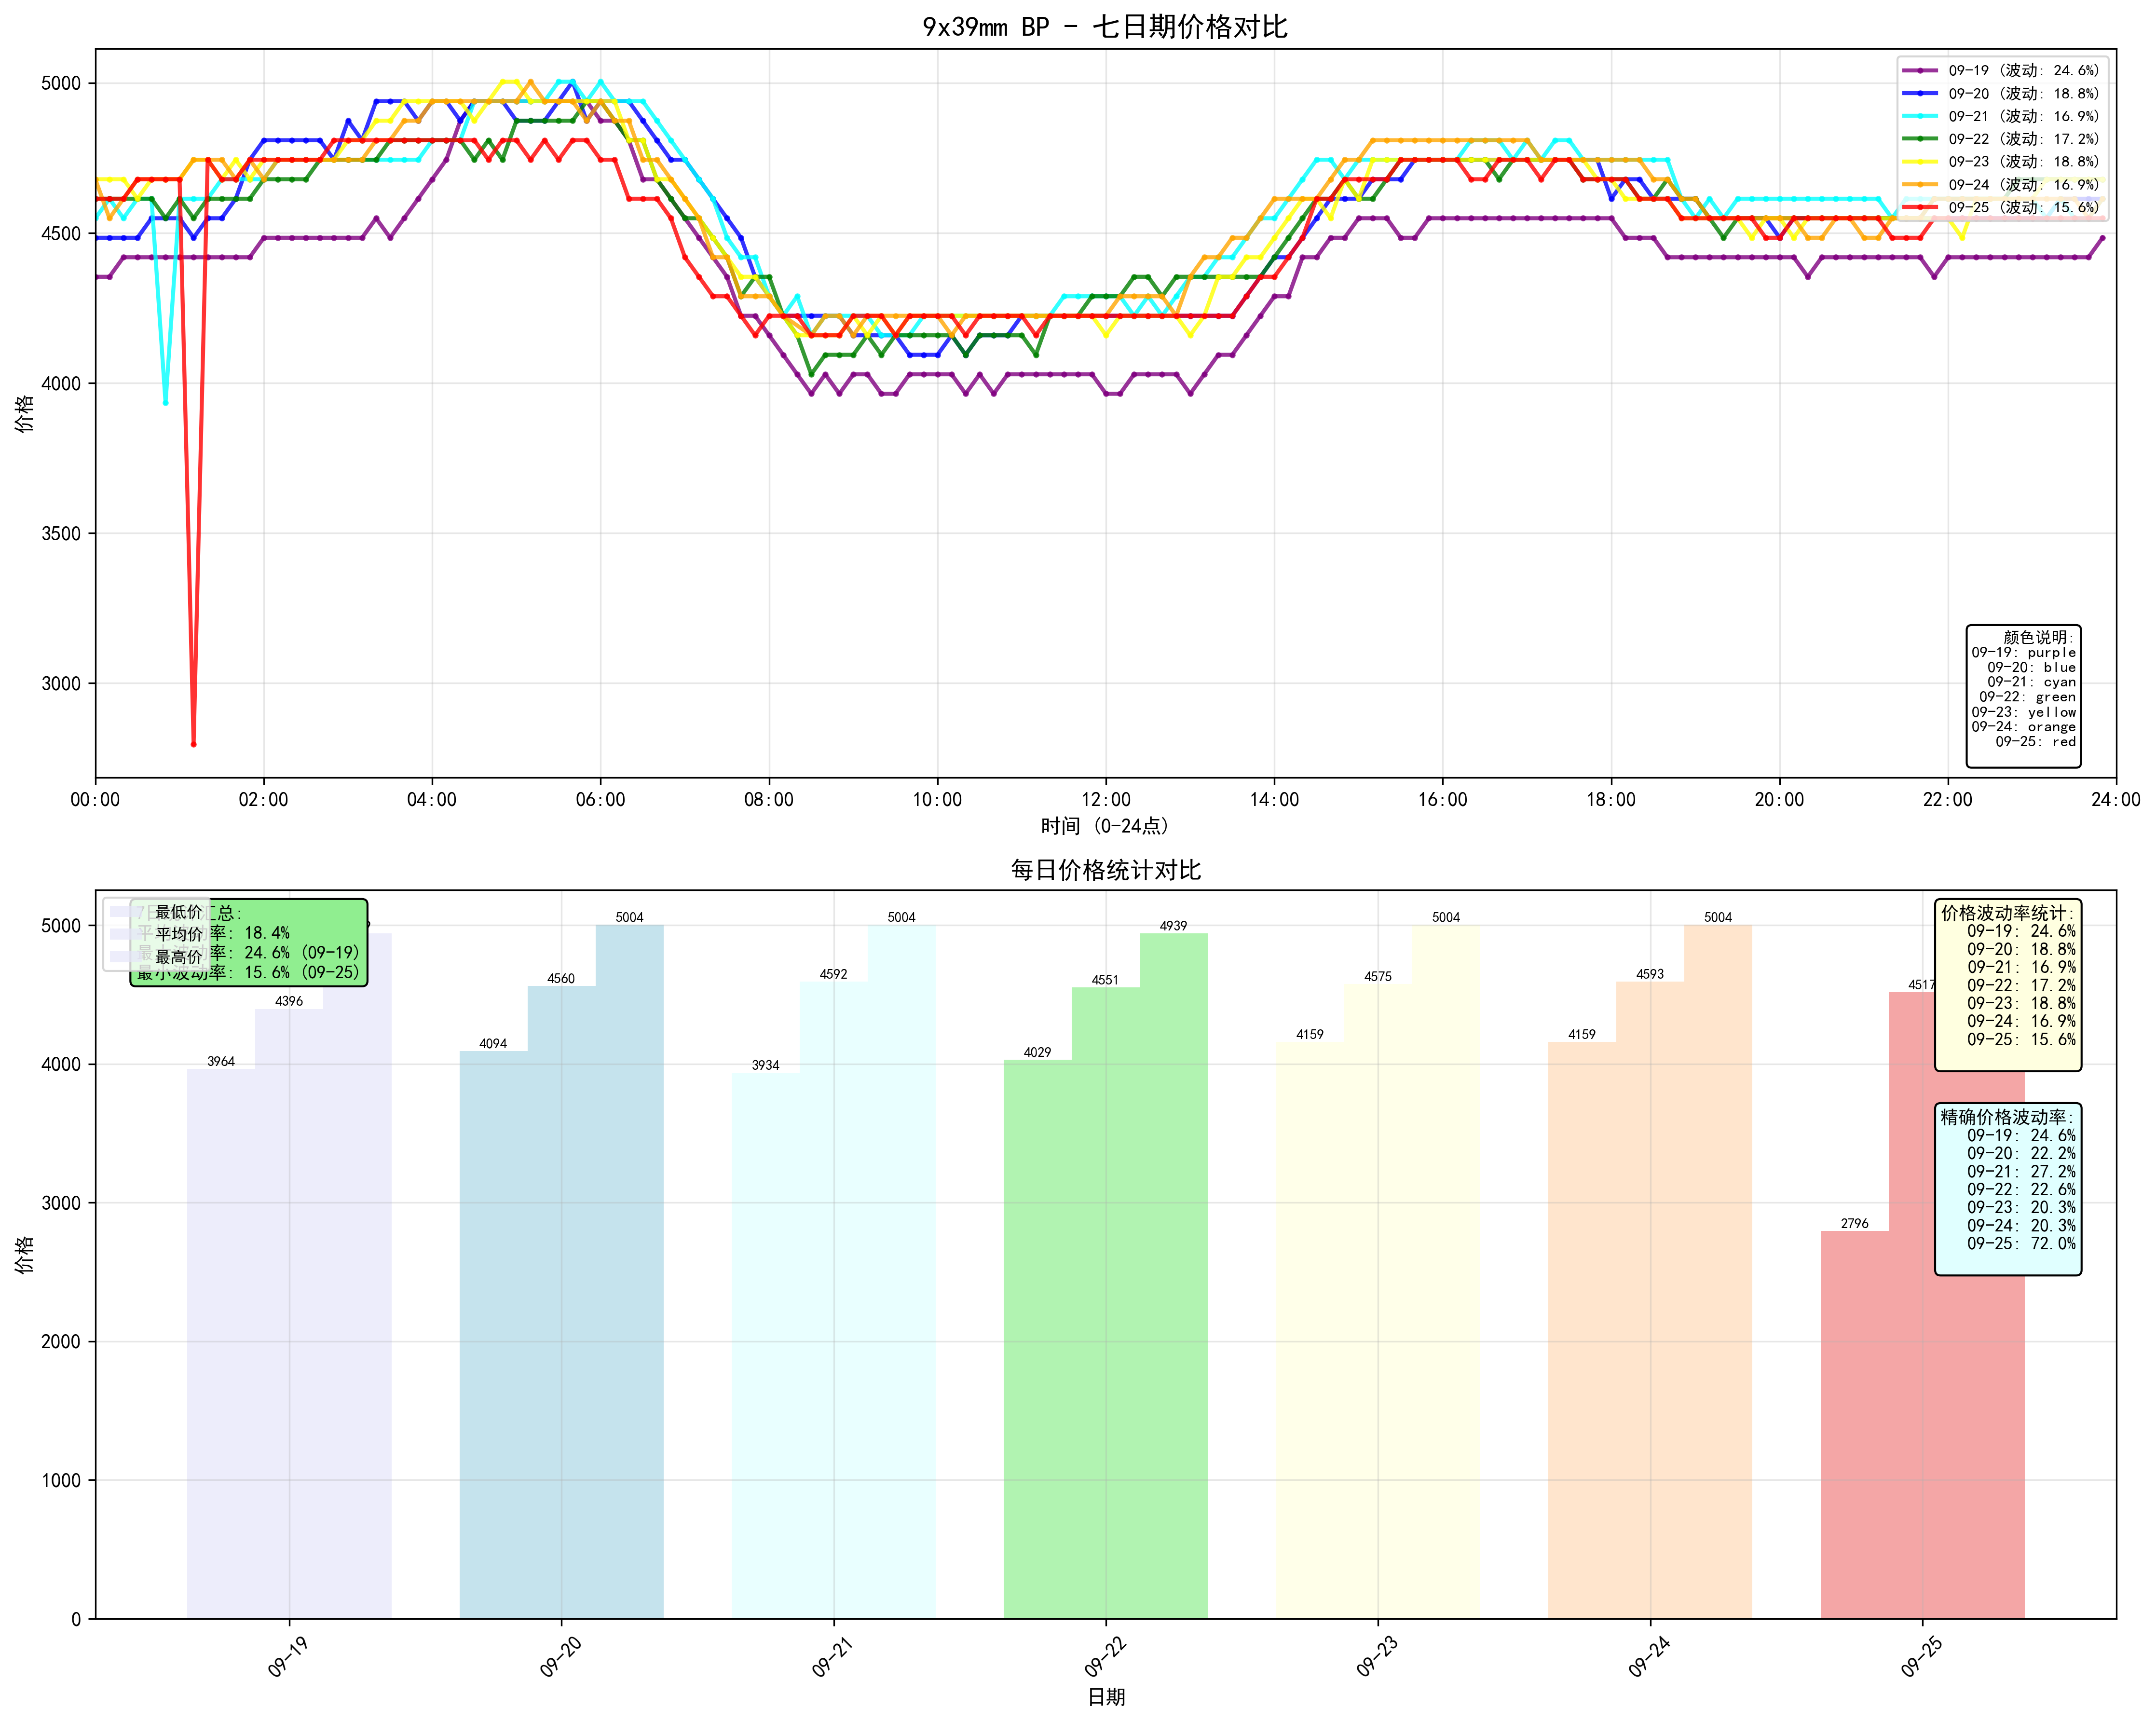 9x39mm BP - 七日期价格对比
价格
5000
4500
4000
3500
3000
00:00 02:00 04:00 06:00 08:00 10:00 12:00 14:00 16:00 18:00 20:00 22:00 24:00
时间 (0-24点)
09-19 (波动: 24.6%)
09-20 (波动: 18.8%)
09-21 (波动: 16.9%)
09-22 (波动: 17.2%)
09-23 (波动: 18.8%)
09-24 (波动: 16.9%)
09-25 (波动: 15.6%)
颜色说明:
09-19: purple
09-20: blue
09-21: cyan
09-22: green
09-23: yellow
09-24: orange
09-25: red
每日价格统计对比
价格
5000
4000
3000
2000
1000
0
最低价
平均价
最高价
汇总:
率: 18.4%
率: 24.6% (09-19)
最小波动率: 15.6% (09-25)
3964
4396
4094
4560
5004
3934
4592
5004
4029
4551
4939
4159
4575
5004
4159
4593
5004
2796
4517
价格波动率统计:
09-19: 24.6%
09-20: 18.8%
09-21: 16.9%
09-22: 17.2%
09-23: 18.8%
09-24: 16.9%
09-25: 15.6%
精确价格波动率:
09-19: 24.6%
09-20: 22.2%
09-21: 27.2%
09-22: 22.6%
09-23: 20.3%
09-24: 20.3%
09-25: 72.0%
09-19 09-20 09-21 09-22 09-23 09-24 09-25
日期